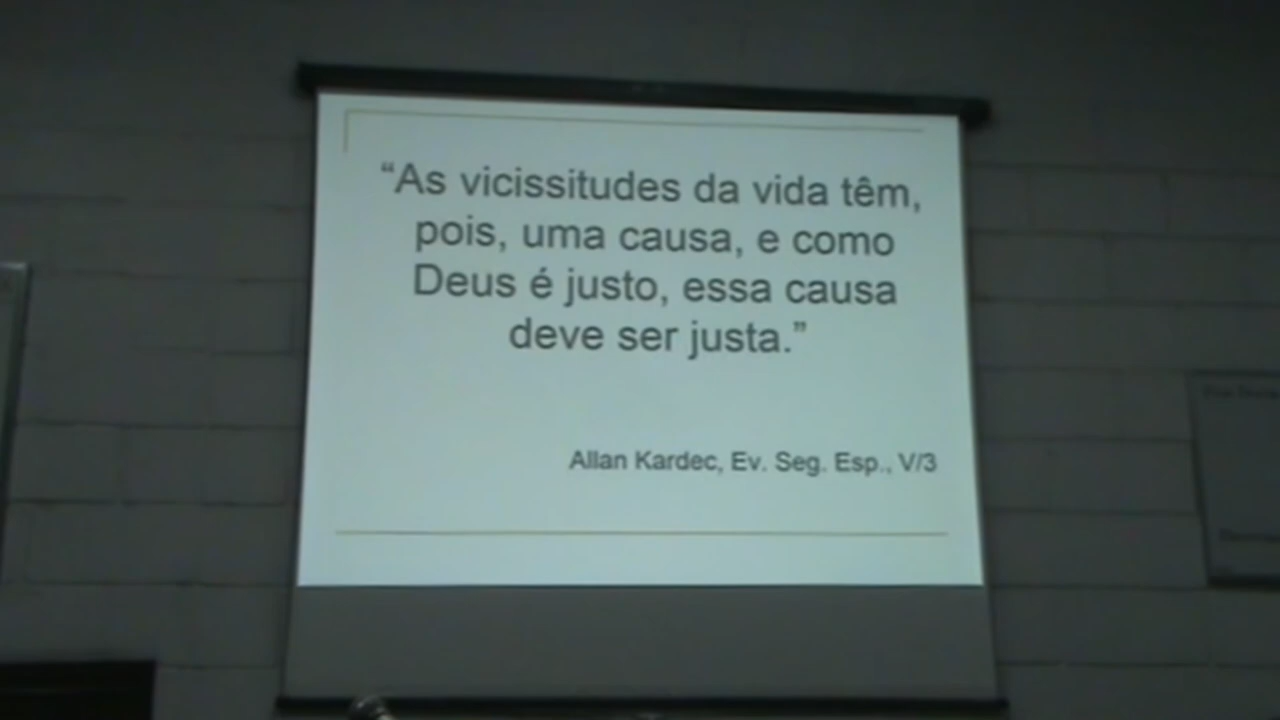 “As vicissitudes da vida têm,
pois, uma causa, e como
Deus é justo, essa causa
deve ser justa.”
Allan Kardec, Ev. Seg. Esp., V/3